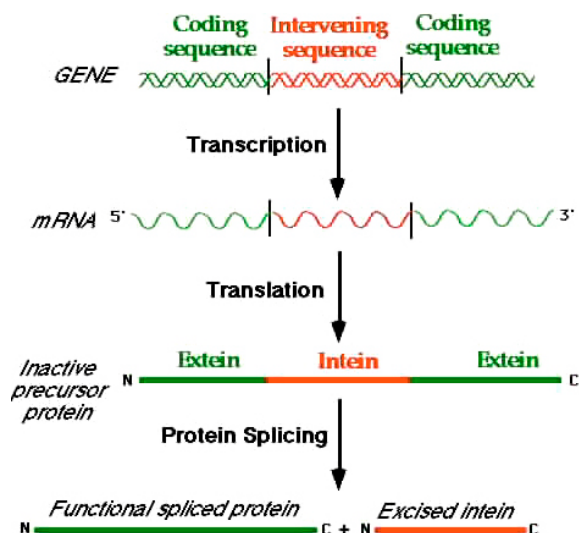 Coding sequence
Intervening sequence
Coding sequence
GENE
Transcription
mRNA 5' 3'
Translation
Extein Intein Extein
Inactive precursor protein
N C
Protein Splicing
Functional spliced protein Excised intein
N C + N C